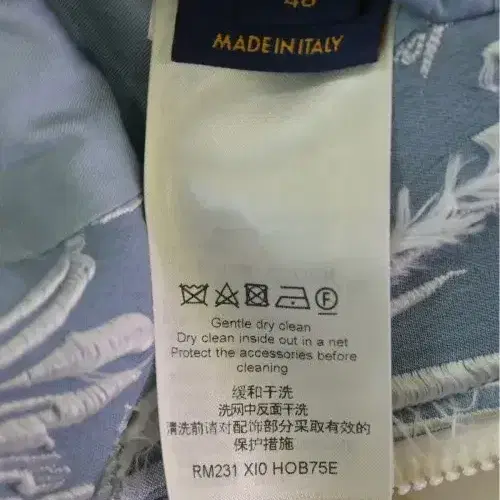 MADE IN ITALY
F
Gentle dry clean
Dry clean inside out in a net
Protect the accessories before
cleaning
缓和干洗
洗网中反面干洗
清洗前请对配饰部分采取有效的
保护措施
RM231 XI0 HOB75E